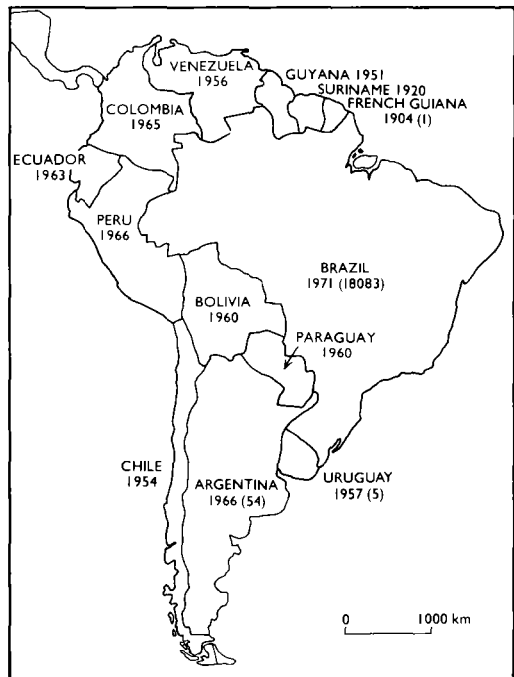 VENEZUELA
1956
GUYANA 1951
SURINAME 1920
FRENCH GUIANA
1904 (1)
COLOMBIA
1965
ECUADOR
1963
PERU
1966
BRAZIL
1971 (18083)
BOLIVIA
1960
PARAGUAY
1960
CHILE
1954
ARGENTINA
1966 (54)
URUGUAY
1957 (5)
0 1000 km